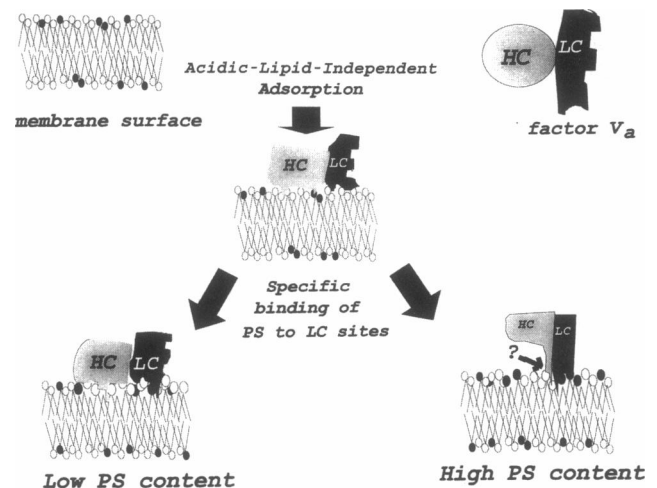 HC
LC
Acidic-Lipid-Independent
Adsorption
membrane surface
factor Va
HC
LC
Specific
binding of
PS to LC sites
HC
LC
HC
LC
?
Low PS content
High PS content